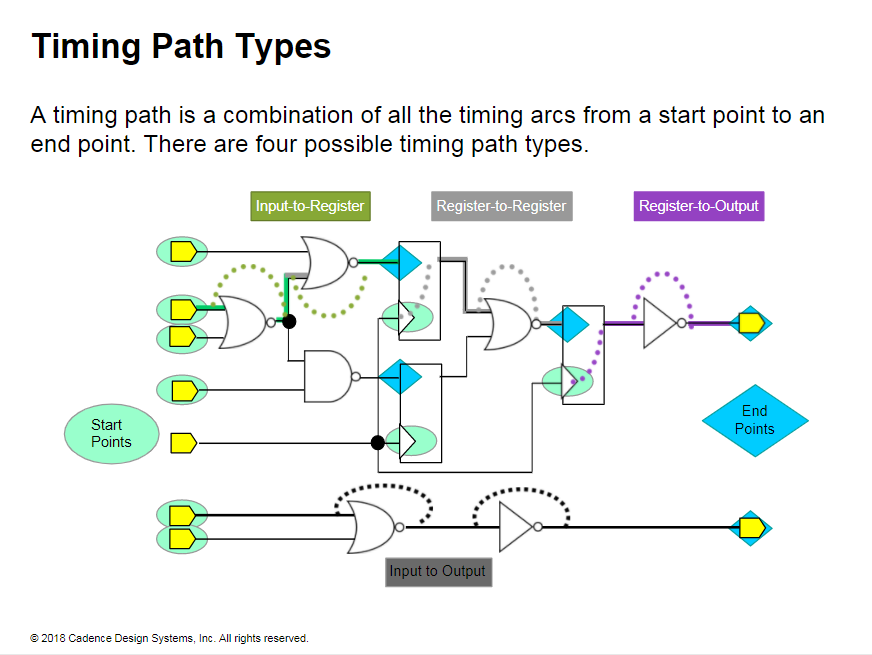 Timing Path Types
A timing path is a combination of all the timing arcs from a start point to an
end point. There are four possible timing path types.
Input-to-Register
Register-to-Register
Register-to-Output
Start
Points
End
Points
Input to Output
© 2018 Cadence Design Systems, Inc. All rights reserved.